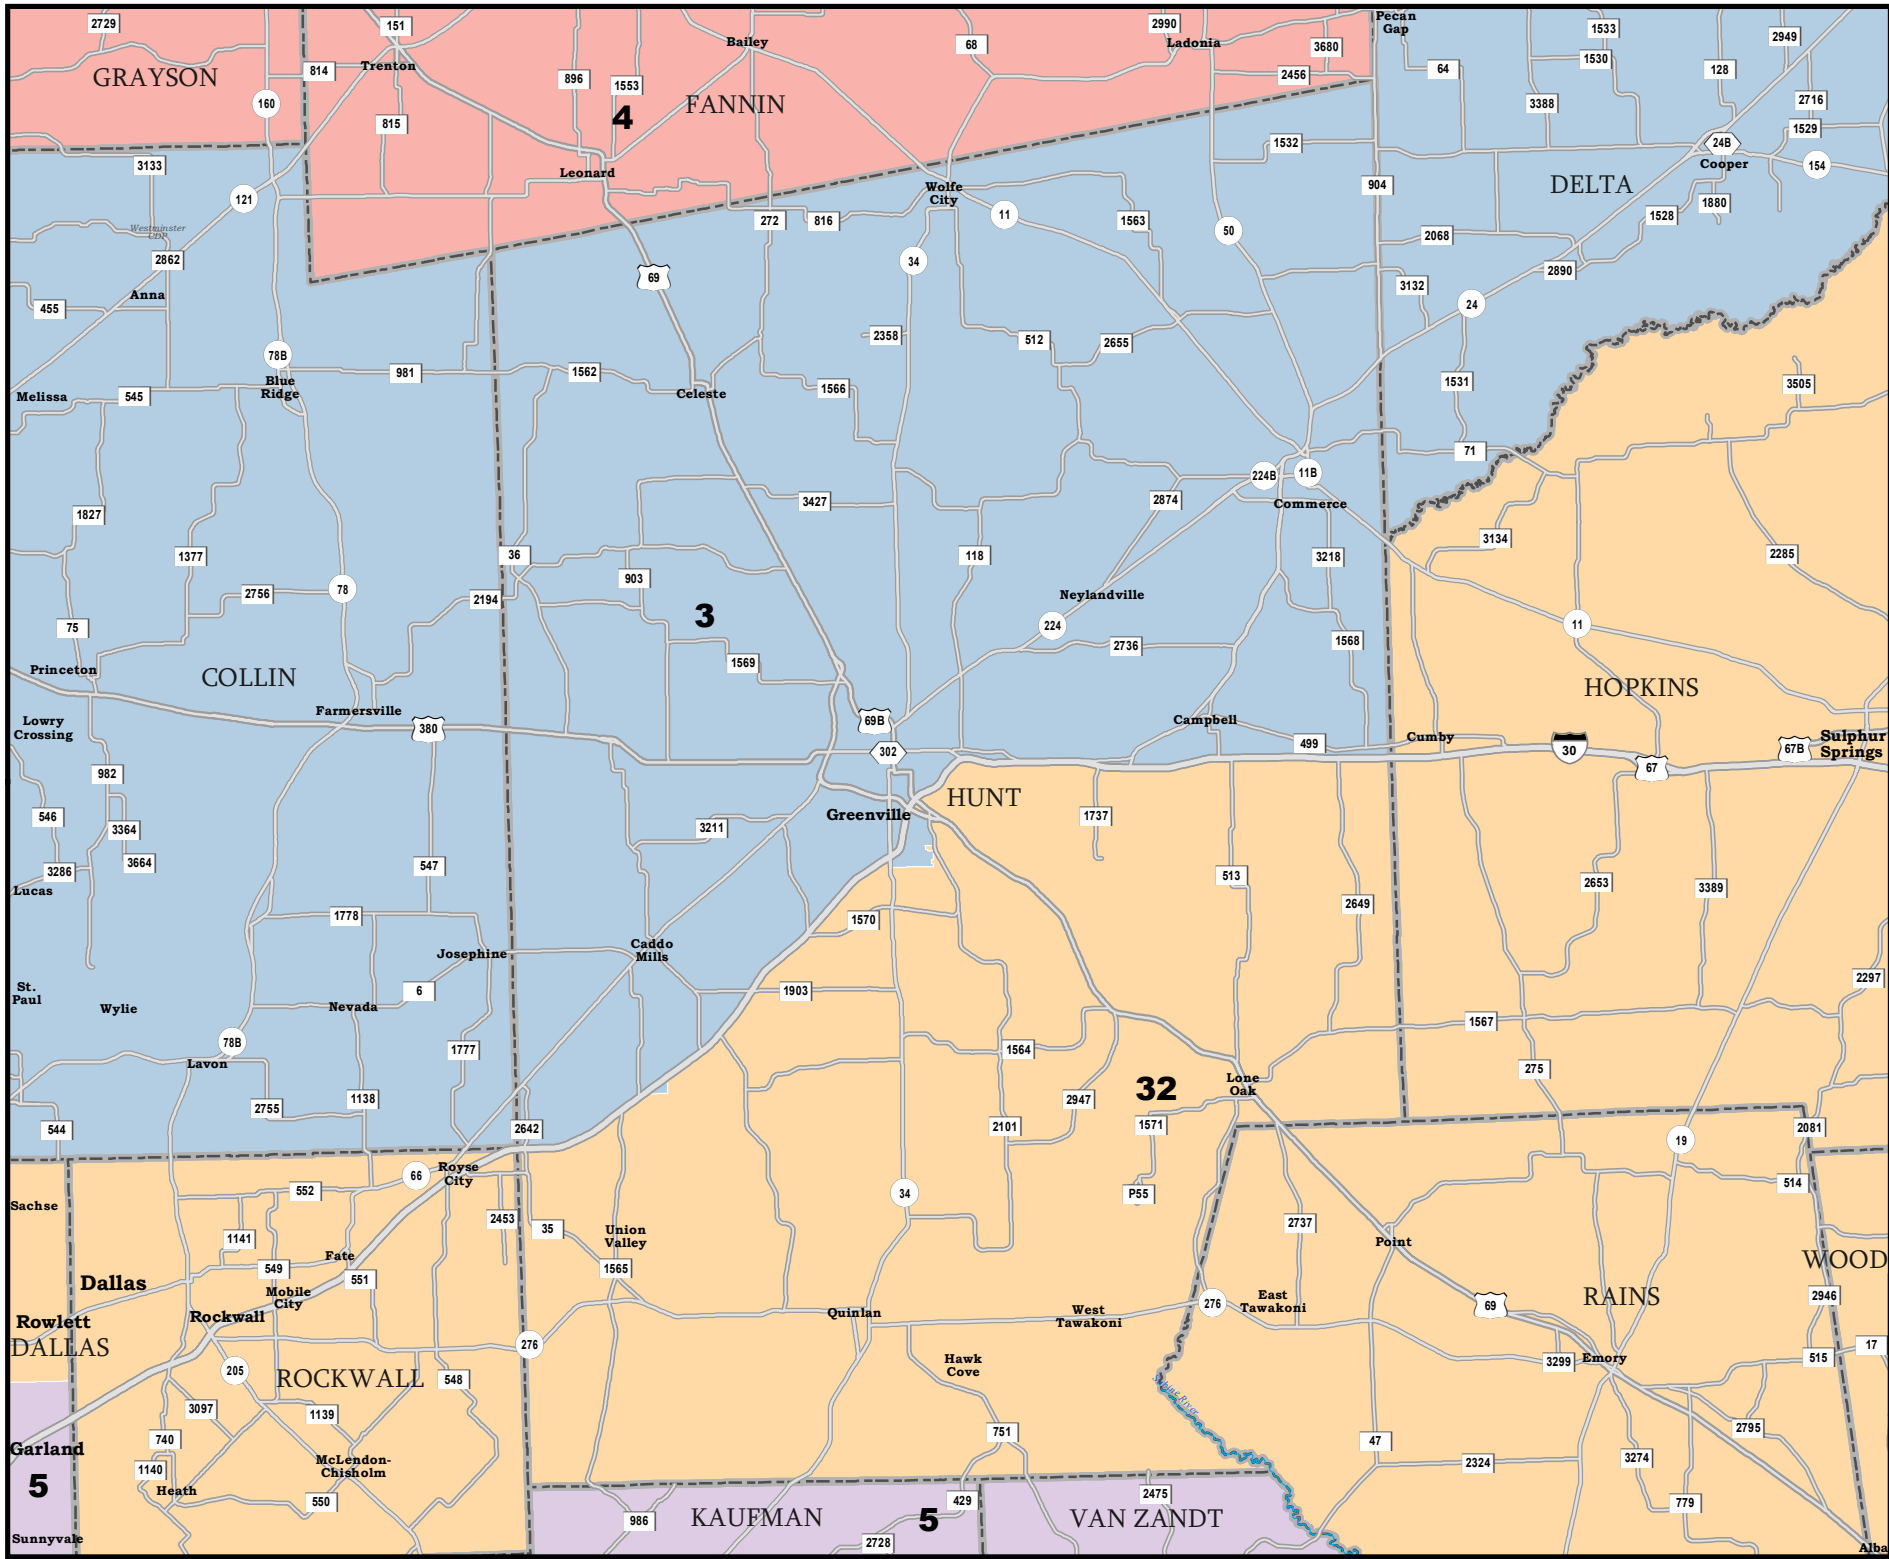 2729
151
2990
Pecan
Gap
1533
2949
68
Bailey
Ladonia
3680
GRAYSON
814
Trenton
896
1553
2456
64
1530
128
160
FANNIN
4
3388
2716
815
1529
3133
Leonard
1532
24B
Cooper
154
121
Wolfe
City
904
DELTA
Westminster
CDP
272
816
11
1563
50
1528
1880
2068
2862
34
69
2890
Anna
3132
455
24
2358
512
2655
78B
Blue
Ridge
981
1562
Celeste
1566
1531
3505
Melissa
545
71
224B
11B
3427
2874
Commerce
1827
1377
36
118
3218
3134
2285
903
2756
78
2194
Neylandville
3
75
224
11
2736
1568
Princeton
COLLIN
1569
HOPKINS
Farmersville
Lowry
Crossing
380
69B
Campbell
302
499
Cumby
30
67B
Sulphur
Springs
67
982
HUNT
546
3364
3211
Greenville
1737
3664
3286
547
513
2653
3389
Lucas
1778
1570
2649
Josephine
Caddo
Mills
St.
Paul
Wylie
6
1903
2297
Nevada
1567
78B
Lavon
1777
1564
275
32
Lone
Oak
2755
1138
2947
544
2642
2101
1571
19
2081
66
Royse
City
552
34
P55
514
Sachse
2453
35
Union
Valley
2737
1141
Point
Fate
549
551
1565
WOOD
Dallas
Mobile
City
276
East
Tawakoni
69
RAINS
2946
Rowlett
Rockwall
Quinlan
West
Tawakoni
DALLAS
276
17
205
ROCKWALL
548
Hawk
Cove
3299
Emory
515
Sabine River
3097
1139
751
2795
740
47
Garland
1140
McLendon-
Chisholm
2324
3274
5
Heath
550
429
2475
779
986
KAUFMAN
5
VAN ZANDT
Sunnyvale
2728
Alba